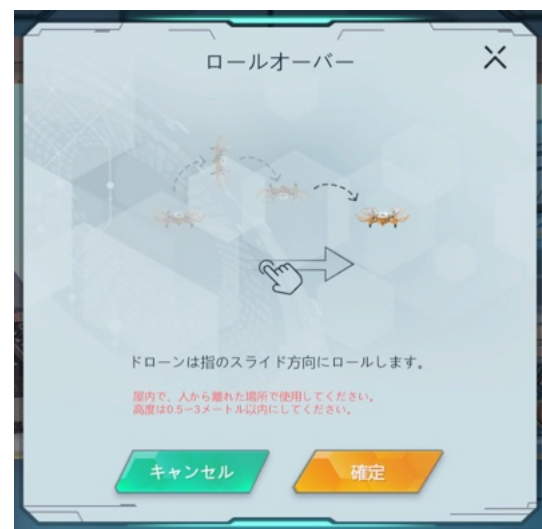 ロールオーバー
ドローンは指のスライド方向にロールします。
屋内で、人から離れた場所で使用してください。
高度は0.5ー3メートル以内にしてください。
キャンセル
確定